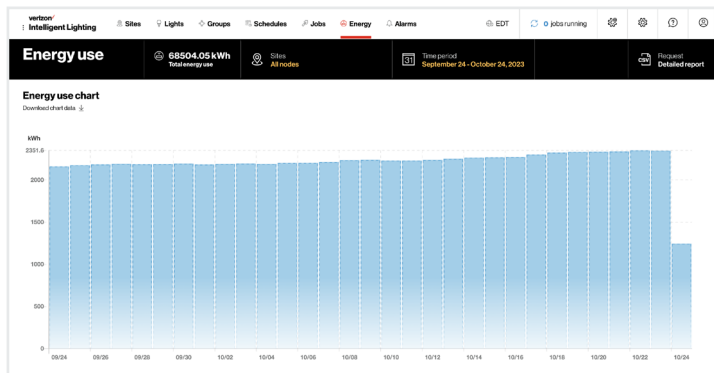 verizon✓
Intelligent Lighting
Sites
Lights
Groups
Schedules
Jobs
Energy
Alarms
EDT
0 jobs running
Energy use
68504.05 kWh
Total energy use
Sites
All nodes
31
Time period
September 24 - October 24, 2023
CSV
Request
Detailed report
Energy use chart
Download chart data
kWh
2351.6
2000
1500
1000
500
0
09/24 09/26 09/28 09/30 10/02 10/04 10/06 10/08 10/10 10/12 10/14 10/16 10/18 10/20 10/22 10/24